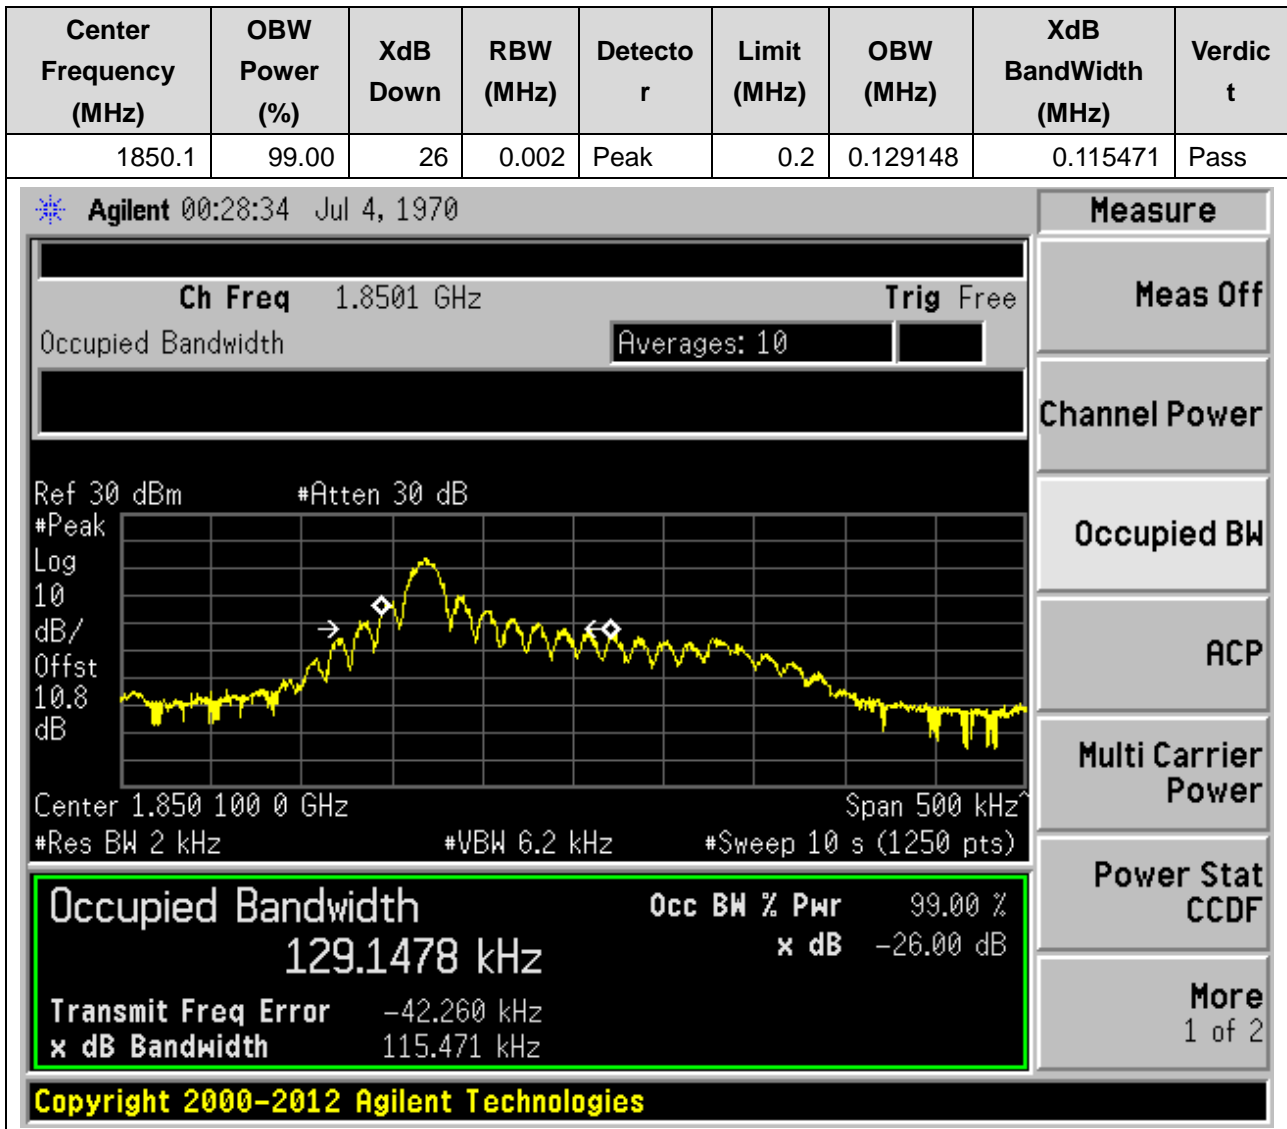 Center Frequency (MHz) OBW Power (%) XdB Down RBW (MHz) Detector Limit (MHz) OBW (MHz) XdB BandWidth (MHz) Verdict
1850.1 99.00 26 0.002 Peak 0.2 0.129148 0.115471 Pass
Agilent 00:28:34 Jul 4, 1970
Measure
Ch Freq 1.8501 GHz Trig Free
Meas Off
Occupied Bandwidth Averages: 10
Channel Power
Ref 30 dBm #Atten 30 dB
#Peak
Log
10
dB/
Offst
10.8
dB
Occupied BW
ACP
Multi Carrier
Power
Center 1.850 100 0 GHz Span 500 kHz^
#Res BW 2 kHz #VBW 6.2 kHz #Sweep 10 s (1250 pts)
Power Stat
CCDF
Occupied Bandwidth Occ BW % Pwr 99.00 %
129.1478 kHz x dB -26.00 dB
Transmit Freq Error -42.260 kHz
x dB Bandwidth 115.471 kHz
More
1 of 2
Copyright 2000-2012 Agilent Technologies